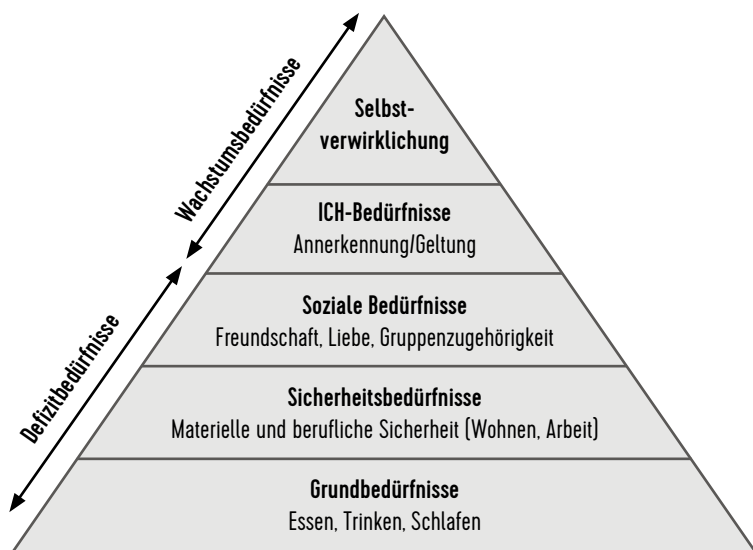 Wachstumsbedürfnisse
Defizitbedürfnisse
Selbst-
verwirklichung
ICH-Bedürfnisse
Annerkennung/Geltung
Soziale Bedürfnisse
Freundschaft, Liebe, Gruppenzugehörigkeit
Sicherheitsbedürfnisse
Materielle und berufliche Sicherheit (Wohnen, Arbeit)
Grundbedürfnisse
Essen, Trinken, Schlafen